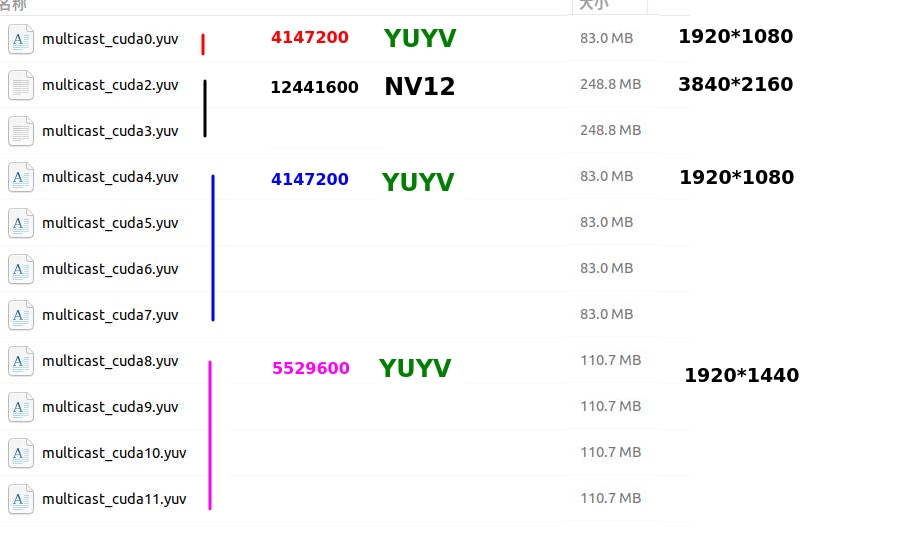 名称 大小
multicast_cuda0.yuv 4147200 YUYV 83.0 MB 1920*1080
multicast_cuda2.yuv 12441600 NV12 248.8 MB 3840*2160
multicast_cuda3.yuv 248.8 MB
multicast_cuda4.yuv 4147200 YUYV 83.0 MB 1920*1080
multicast_cuda5.yuv 83.0 MB
multicast_cuda6.yuv 83.0 MB
multicast_cuda7.yuv 83.0 MB
multicast_cuda8.yuv 5529600 YUYV 110.7 MB 1920*1440
multicast_cuda9.yuv 110.7 MB
multicast_cuda10.yuv 110.7 MB
multicast_cuda11.yuv 110.7 MB